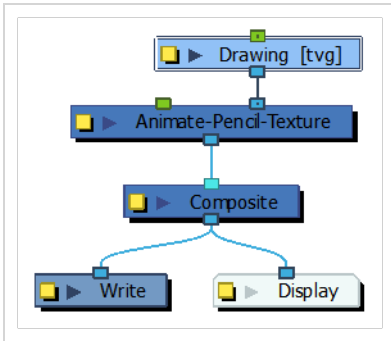 Drawing [tvg]
Animate-Pencil-Texture
Composite
Write
Display